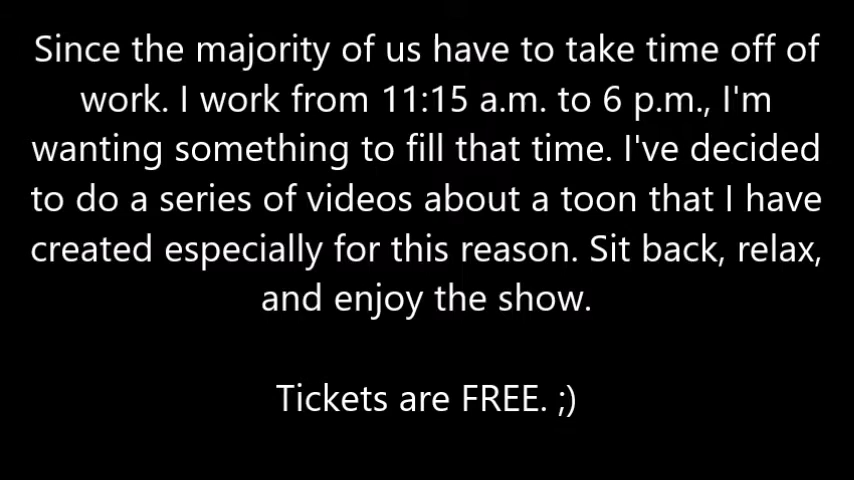 Since the majority of us have to take time off of
work. I work from 11:15 a.m. to 6 p.m., I'm
wanting something to fill that time. I've decided
to do a series of videos about a toon that I have
created especially for this reason. Sit back, relax,
and enjoy the show.
Tickets are FREE. ;)